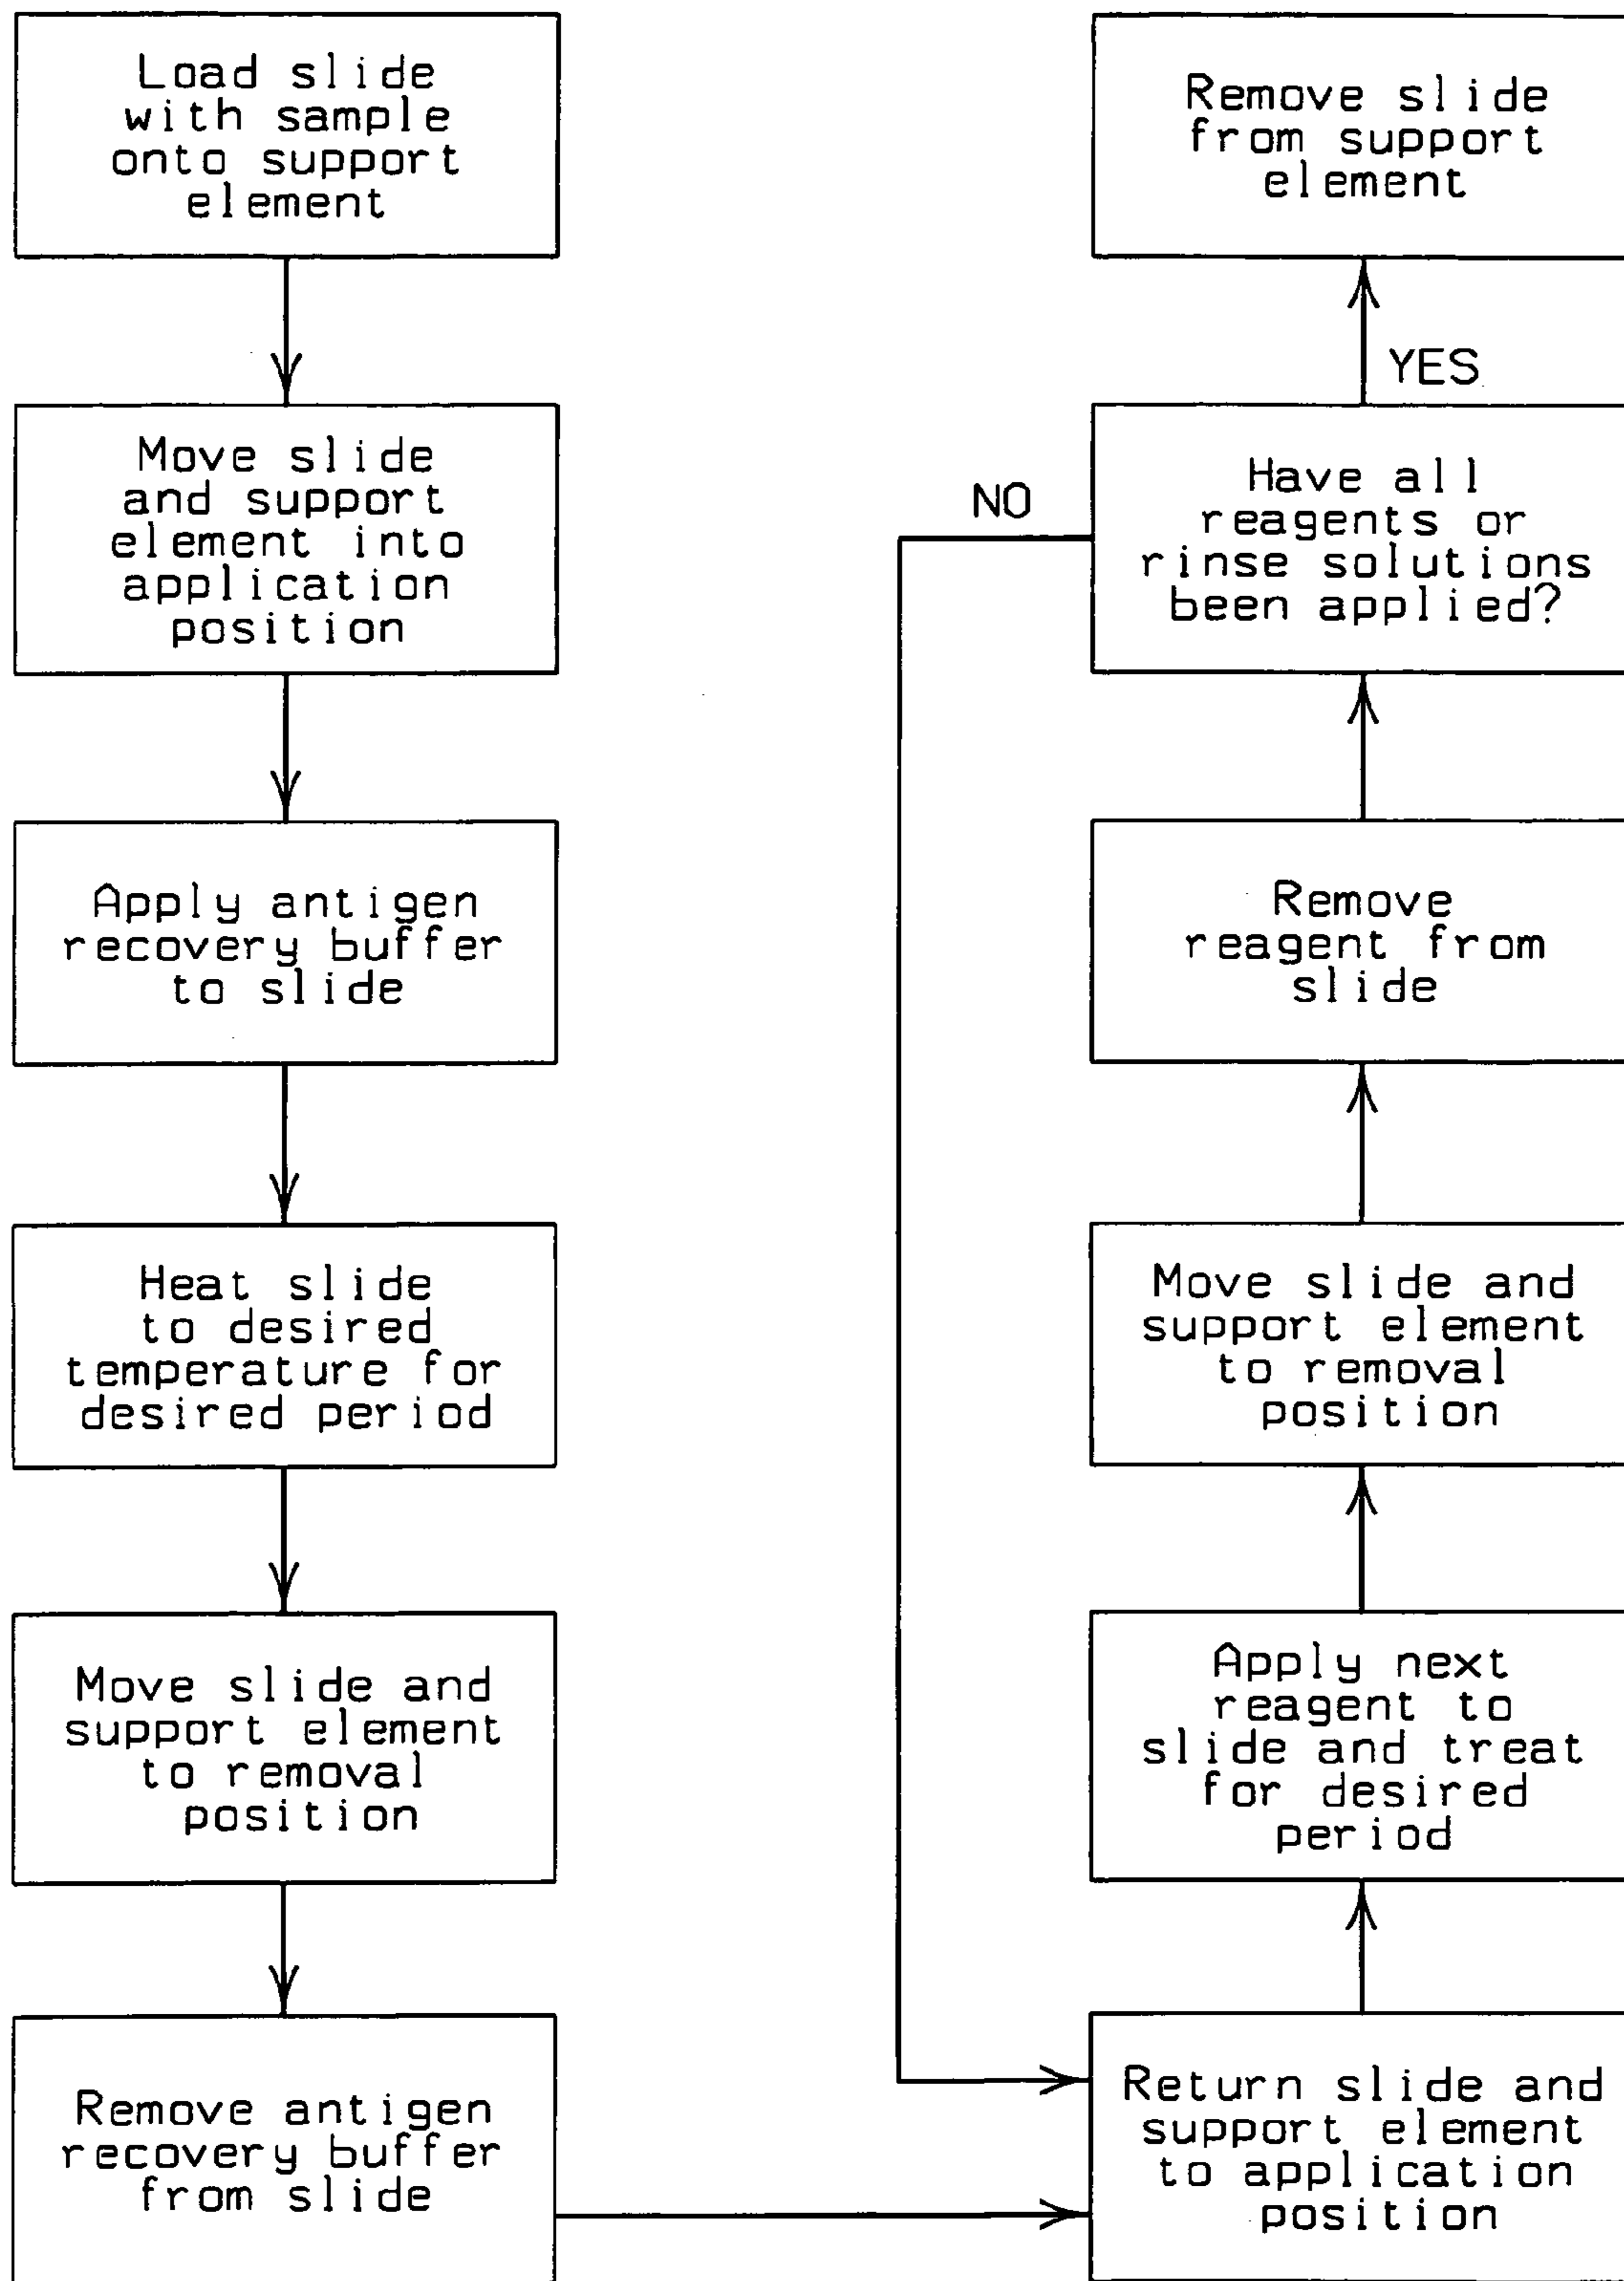 Load slide
with sample
onto support
element
Move slide
and support
element into
application
position
Apply antigen
recovery buffer
to slide
Heat slide
to desired
temperature for
desired period
Move slide and
support element
to removal
position
Remove antigen
recovery buffer
from slide
Return slide and
support element
to application
position
Apply next
reagent to
slide and treat
for desired
period
Move slide and
support element
to removal
position
Remove
reagent from
slide
Have all
reagents or
rinse solutions
been applied?
NO
YES
Remove slide
from support
element